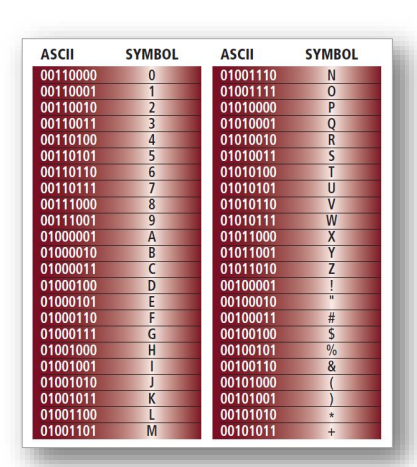 ASCII SYMBOL ASCII SYMBOL
00110000 0 01001110 N
00110001 1 01001111 O
00110010 2 01010000 P
00110011 3 01010001 Q
00110100 4 01010010 R
00110101 5 01010011 S
00110110 6 01010100 T
00110111 7 01010101 U
00111000 8 01010110 V
00111001 9 01010111 W
01000001 A 01011000 X
01000010 B 01011001 Y
01000011 C 01011010 Z
01000100 D 00100001 !
01000101 E 00100010 "
01000110 F 00100011 #
01000111 G 00100100 $
01001000 H 00100101 %
01001001 I 00100110 &
01001010 J 00101000 (
01001011 K 00101001 )
01001100 L 00101010 *
01001101 M 00101011 +